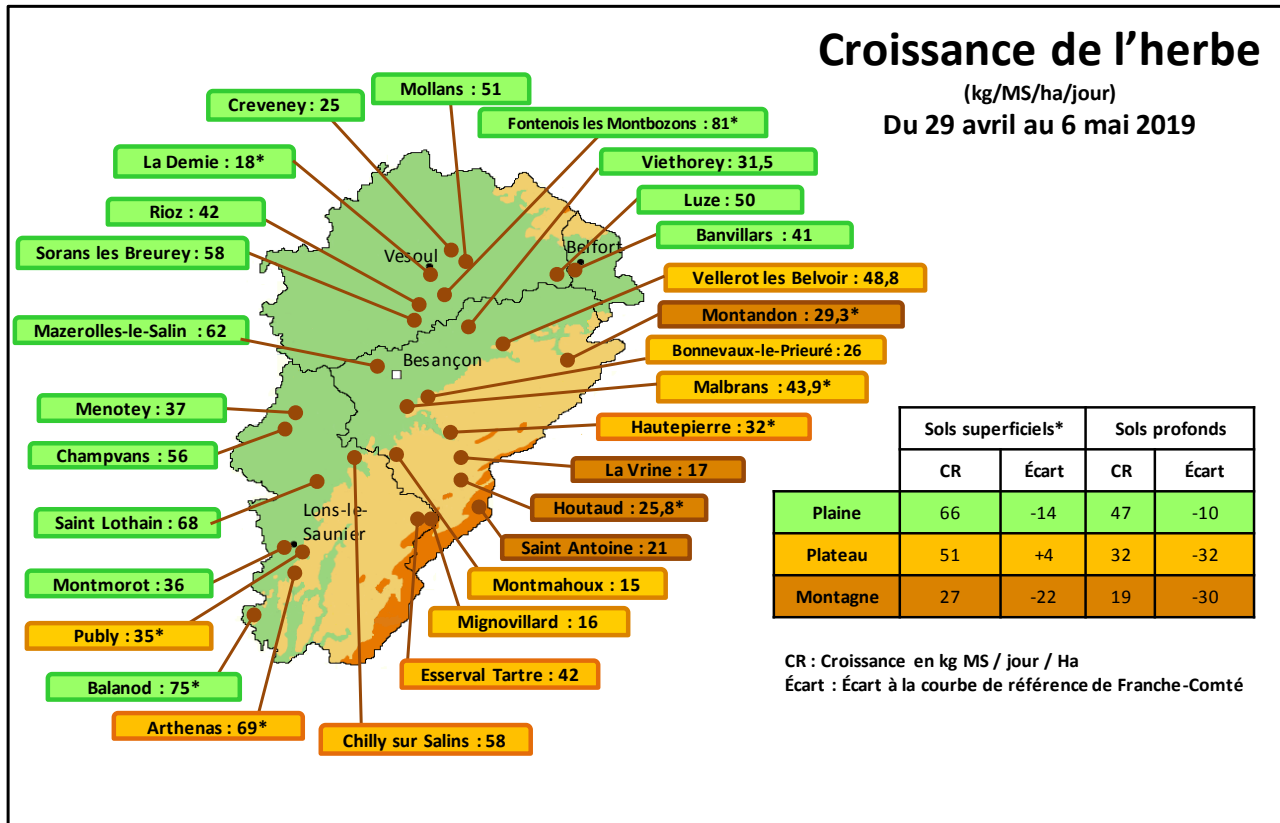 Croissance de l’herbe
(kg/MS/ha/jour)
Du 29 avril au 6 mai 2019
Mollans : 51
Creveney : 25
Fontenois les Montbozons : 81*
La Demie : 18*
Viethorey : 31,5
Rioz : 42
Luze : 50
Sorans les Breurey : 58
Banvillars : 41
Vesoul
Belfort
Vellerot les Belvoir : 48,8
Montandon : 29,3*
Mazerolles-le-Salin : 62
Bonnevaux-le-Prieuré : 26
Besançon
Malbrans : 43,9*
Menotey : 37
Hautepierre : 32*
Champvans : 56
La Vrine : 17
Houtaud : 25,8*
Saint Lothain : 68
Lons-le-
Saunier
Saint Antoine : 21
Montmorot : 36
Montmahoux : 15
Publy : 35*
Mignovillard : 16
Esserval Tartre : 42
Balanod : 75*
Arthenas : 69*
Chilly sur Salins : 58
Sols superficiels* Sols profonds
CR Écart CR Écart
Plaine 66 -14 47 -10
Plateau 51 +4 32 -32
Montagne 27 -22 19 -30
CR : Croissance en kg MS / jour / Ha
Écart : Écart à la courbe de référence de Franche-Comté